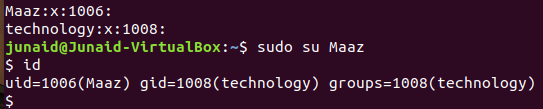 Maaz:x:1006:
technology:x:1008:
junaid@Junaid-VirtualBox:~$ sudo su Maaz
$ id
uid=1006(Maaz) gid=1008(technology) groups=1008(technology)
$